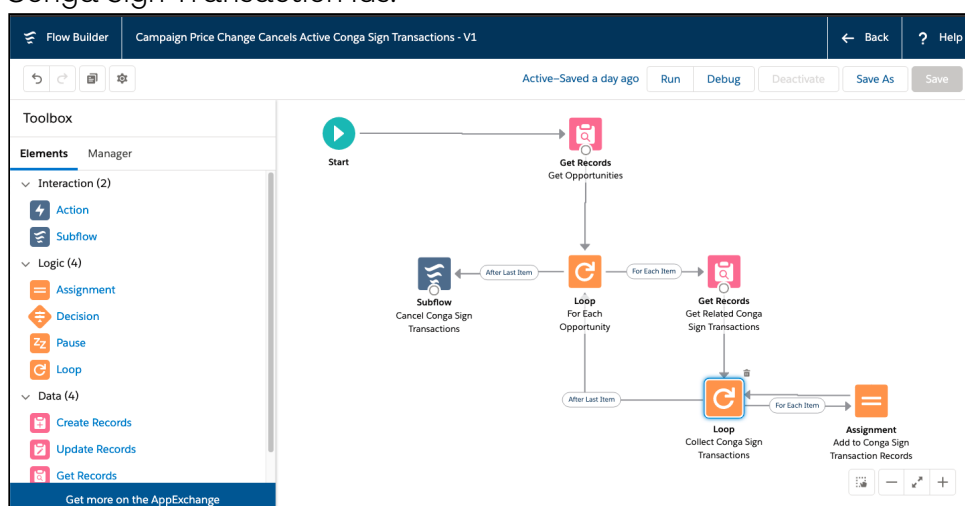 Conga Sign Transaction Ids.
Flow Builder
Campaign Price Change Cancels Active Conga Sign Transactions - V1
Back
? Help
Active–Saved a day ago
Run
Debug
Deactivate
Save As
Save
Toolbox
Elements
Manager
Interaction (2)
Action
Subflow
Logic (4)
Assignment
Decision
Pause
Loop
Data (4)
Create Records
Update Records
Get Records
Get more on the AppExchange
Start
Get Records
Get Opportunities
After Last Item
For Each Item
Subflow
Cancel Conga Sign
Transactions
Loop
For Each
Opportunity
Get Records
Get Related Conga
Sign Transactions
After Last Item
For Each Item
Loop
Collect Conga Sign
Transactions
Assignment
Add to Conga Sign
Transaction Records